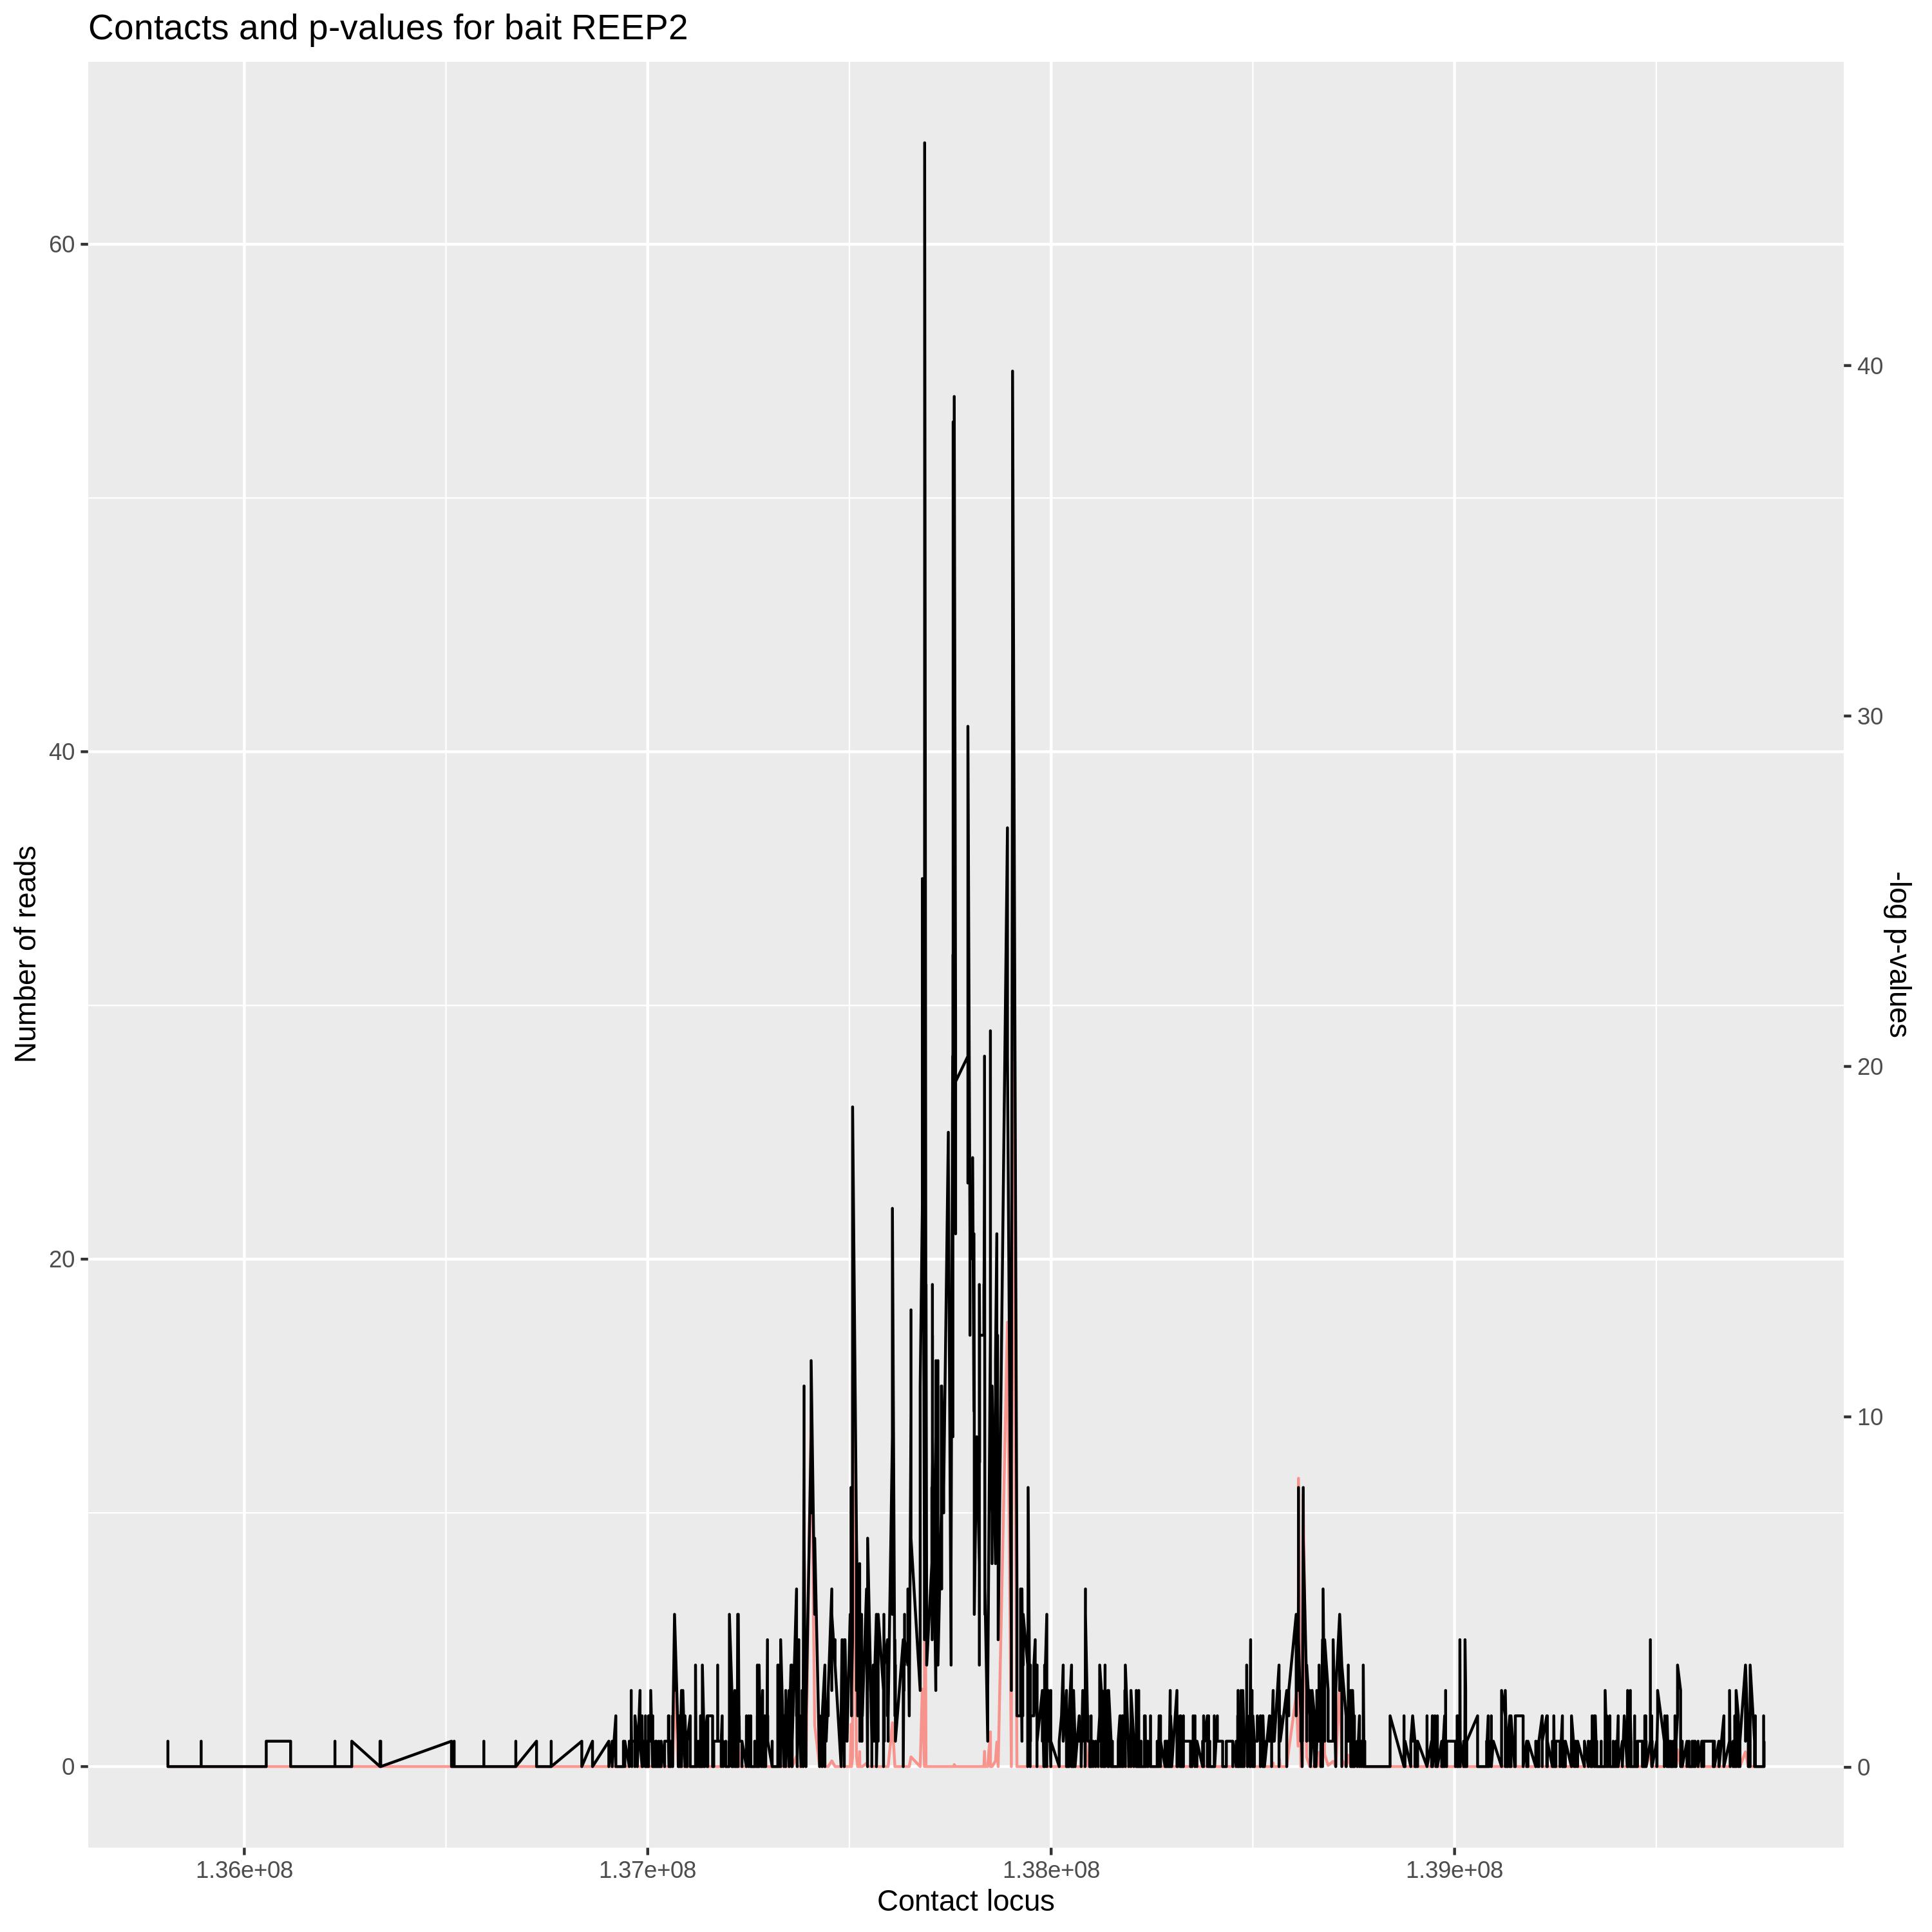 Contacts and p-values for bait REEP2
Number of reads
60
40
20
0
40
30
20
10
0
-log p-values
1.36e+08
1.37e+08
1.38e+08
1.39e+08
Contact locus